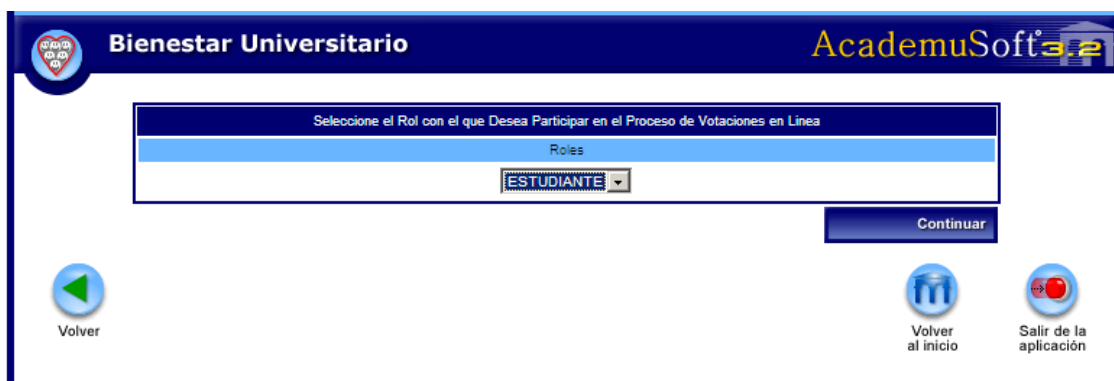 Bienestar Universitario
AcademuSoft 3.2
Seleccione el Rol con el que Desea Participar en el Proceso de Votaciones en Linea
Roles
ESTUDIANTE
Continuar
Volver
Volver
al inicio
Salir de la
aplicación